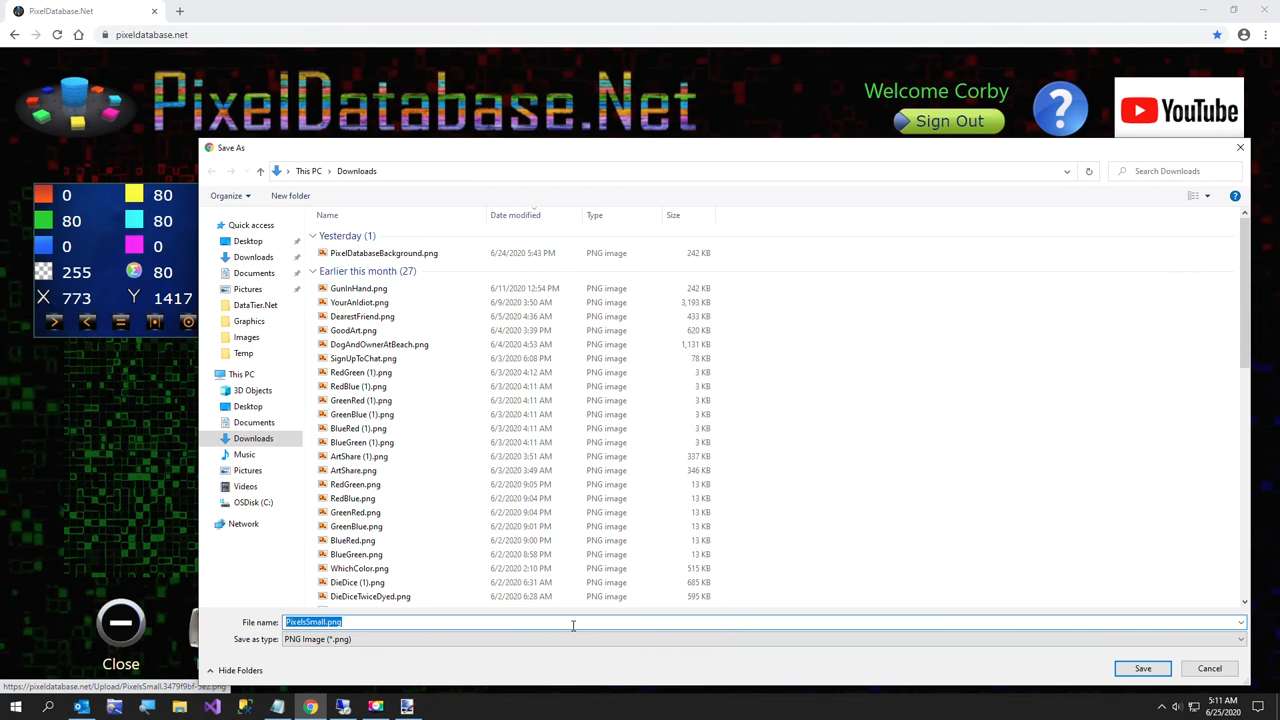 PixelDatabase.Net
pixeldatabase.net
PixelDatabase.Net
Welcome Corby
Sign Out
?
YouTube
0 80
80 80
0 0
255 80
X 773 Y 1417
Close
Save As
This PC Downloads
Search Downloads
Organize New folder
Quick access
Desktop
Downloads
Documents
Pictures
DataTier.Net
Graphics
Images
Temp
This PC
3D Objects
Desktop
Documents
Downloads
Music
Pictures
Videos
OSDisk (C:)
Network
Name Date modified Type Size
Yesterday (1)
PixelDatabaseBackground.png 6/24/2020 5:43 PM PNG image 242 KB
Earlier this month (27)
GunInHand.png 6/11/2020 12:54 PM PNG image 242 KB
YourAnIdiot.png 6/9/2020 3:50 AM PNG image 3,193 KB
DearestFriend.png 6/5/2020 4:36 AM PNG image 433 KB
GoodArt.png 6/4/2020 3:39 PM PNG image 620 KB
DogAndOwnerAtBeach.png 6/4/2020 4:53 AM PNG image 1,131 KB
SignUpToChat.png 6/3/2020 6:08 PM PNG image 78 KB
RedGreen (1).png 6/3/2020 4:12 AM PNG image 3 KB
RedBlue (1).png 6/3/2020 4:11 AM PNG image 3 KB
GreenRed (1).png 6/3/2020 4:11 AM PNG image 3 KB
GreenBlue (1).png 6/3/2020 4:11 AM PNG image 3 KB
BlueRed (1).png 6/3/2020 4:11 AM PNG image 3 KB
BlueGreen (1).png 6/3/2020 4:11 AM PNG image 3 KB
ArtShare (1).png 6/3/2020 3:51 AM PNG image 337 KB
ArtShare.png 6/3/2020 3:49 AM PNG image 346 KB
RedGreen.png 6/2/2020 9:05 PM PNG image 13 KB
RedBlue.png 6/2/2020 9:04 PM PNG image 13 KB
GreenRed.png 6/2/2020 9:04 PM PNG image 13 KB
GreenBlue.png 6/2/2020 9:01 PM PNG image 13 KB
BlueRed.png 6/2/2020 9:00 PM PNG image 13 KB
BlueGreen.png 6/2/2020 8:58 PM PNG image 13 KB
WhichColor.png 6/2/2020 2:10 PM PNG image 515 KB
DieDice (1).png 6/2/2020 6:31 AM PNG image 685 KB
DieDiceTwiceDyed.png 6/2/2020 6:28 AM PNG image 595 KB
File name: PixelsSmall.png
Save as type: PNG Image (*.png)
Hide Folders
Save Cancel
https://pixeldatabase.net/Upload/PixelsSmall.3479f9bf-5e2.png
5:11 AM
6/25/2020